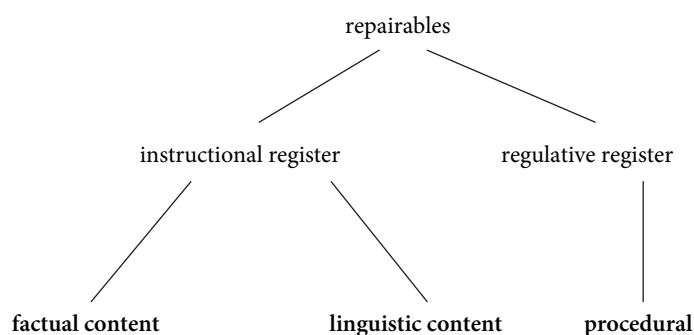 repairables
instructional register
regulative register
factual content
linguistic content
procedural